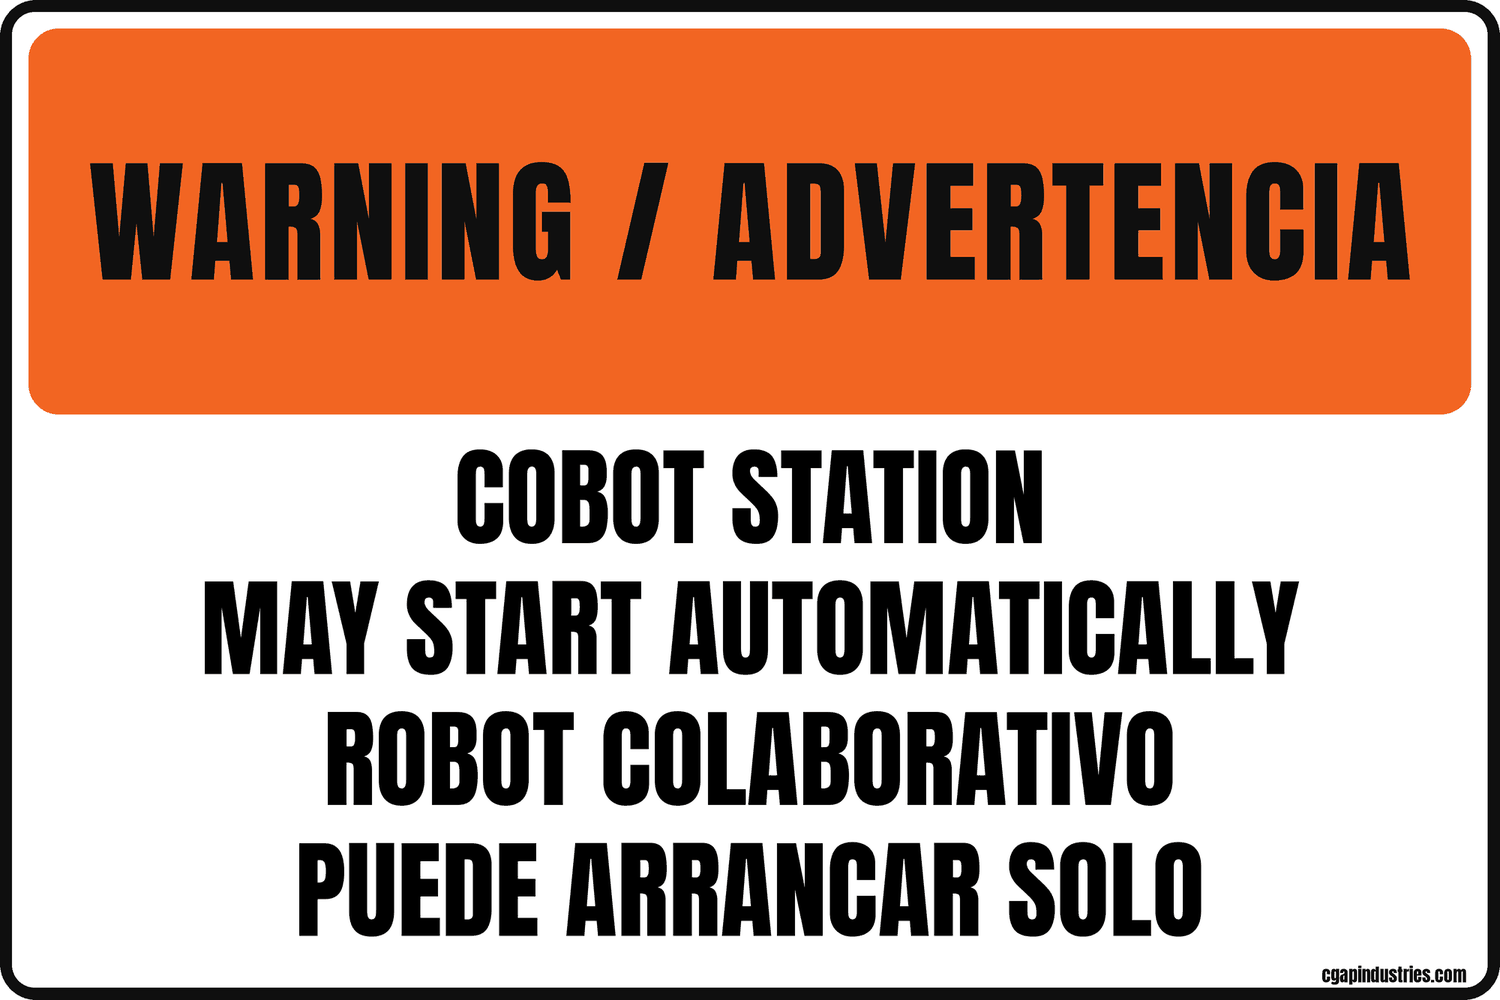 WARNING / ADVERTENCIA
COBOT STATION
MAY START AUTOMATICALLY
ROBOT COLABORATIVO
PUEDE ARRANCAR SOLO
cgapindustries.com